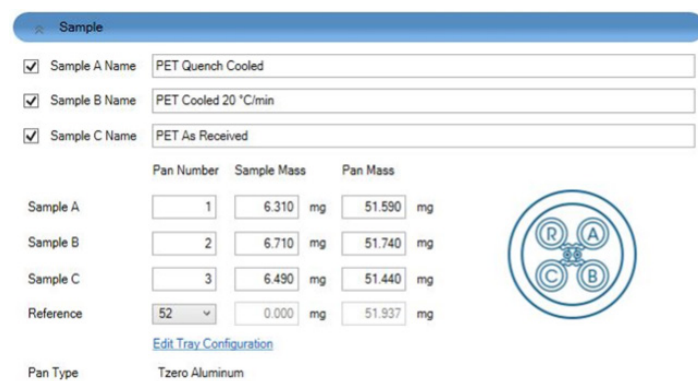 Sample
Sample A Name PET Quench Cooled
Sample B Name PET Cooled 20 °C/min
Sample C Name PET As Received
Pan Number Sample Mass Pan Mass
Sample A 1 6.310 mg 51.590 mg
Sample B 2 6.710 mg 51.740 mg
Sample C 3 6.490 mg 51.440 mg
Reference 52 0.000 mg 51.937 mg
R A
C B
Edit Tray Configuration
Pan Type Tzero Aluminum